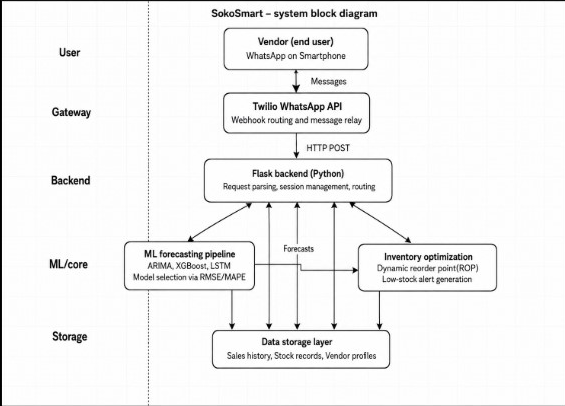 SokoSmart – system block diagram
User
Vendor (end user)
WhatsApp on Smartphone
Messages
Gateway
Twilio WhatsApp API
Webhook routing and message relay
HTTP POST
Backend
Flask backend (Python)
Request parsing, session management, routing
Forecasts
ML/core
ML forecasting pipeline
ARIMA, XGBoost, LSTM
Model selection via RMSE/MAPE
Inventory optimization
Dynamic reorder point(ROP)
Low-stock alert generation
Storage
Data storage layer
Sales history, Stock records, Vendor profiles